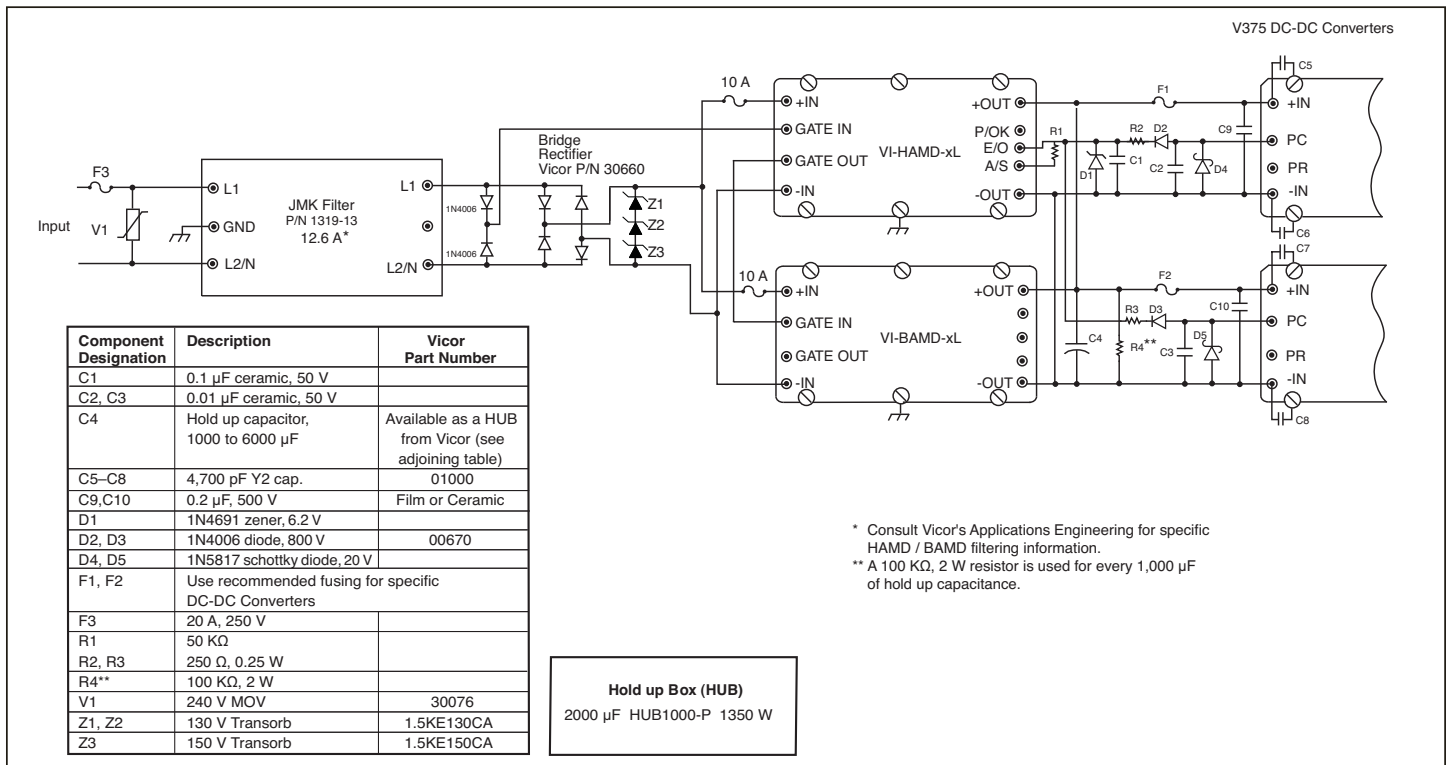 V375 DC-DC Converters
F3
Input
V1
L1
GND
L2/N
JMK Filter
P/N 1319-13
12.6 A*
L1
L2/N
1N4006
1N4006
Bridge
Rectifier
Vicor P/N 30660
Z1
Z2
Z3
10 A
+IN
GATE IN
GATE OUT
-IN
VI-HAMD-xL
+OUT
P/OK
E/O
A/S
-OUT
R1
D1
C1
R2
D2
C2
D4
F1
C9
C5
+IN
PC
PR
-IN
C6
10 A
+IN
GATE IN
GATE OUT
-IN
VI-BAMD-xL
+OUT
-OUT
C4
R4**
R3
D3
C3
D5
F2
C10
C7
+IN
PC
PR
-IN
C8
Component Designation Description Vicor Part Number
C1 0.1 µF ceramic, 50 V
C2, C3 0.01 µF ceramic, 50 V
C4 Hold up capacitor, Available as a HUB
1000 to 6000 µF from Vicor (see
adjoining table)
C5–C8 4,700 pF Y2 cap. 01000
C9,C10 0.2 µF, 500 V Film or Ceramic
D1 1N4691 zener, 6.2 V
D2, D3 1N4006 diode, 800 V 00670
D4, D5 1N5817 schottky diode, 20 V
F1, F2 Use recommended fusing for specific
DC-DC Converters
F3 20 A, 250 V
R1 50 KΩ
R2, R3 250 Ω, 0.25 W
R4** 100 KΩ, 2 W
V1 240 V MOV 30076
Z1, Z2 130 V Transorb 1.5KE130CA
Z3 150 V Transorb 1.5KE150CA
Hold up Box (HUB)
2000 µF HUB1000-P 1350 W
* Consult Vicor's Applications Engineering for specific
HAMD / BAMD filtering information.
** A 100 KΩ, 2 W resistor is used for every 1,000 µF
of hold up capacitance.